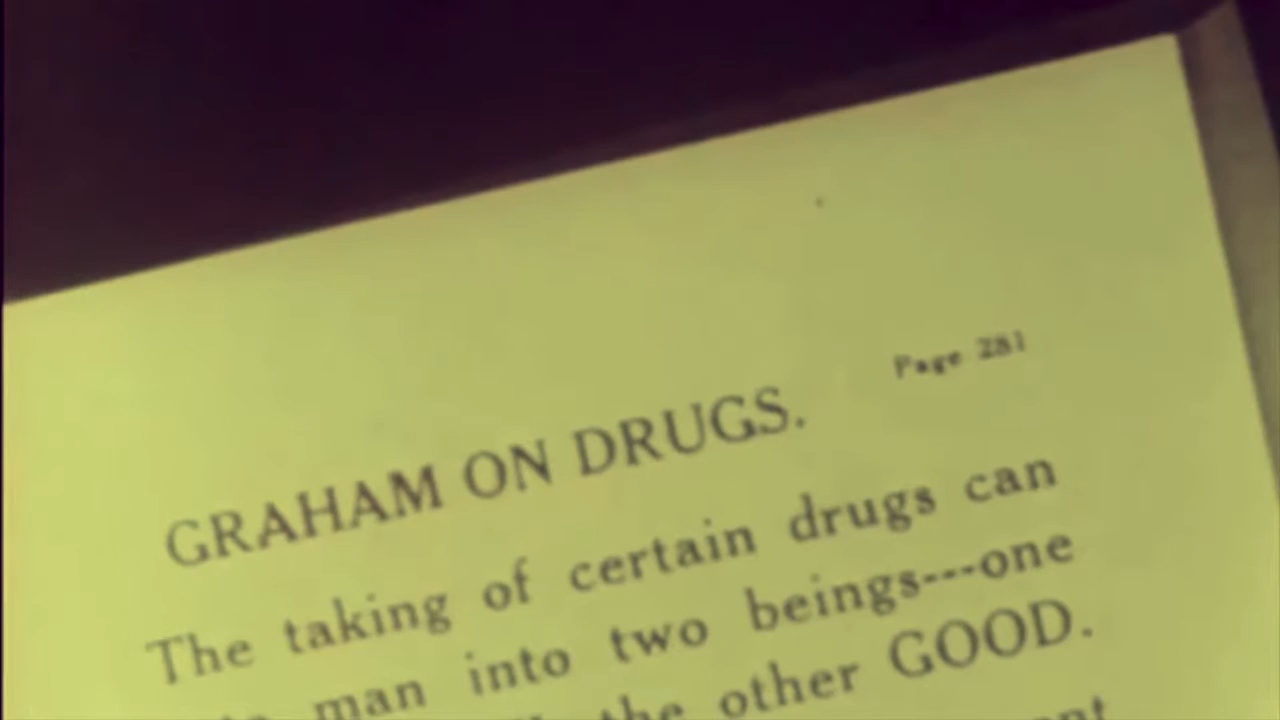 Page 281
GRAHAM ON DRUGS.
The taking of certain drugs can
man into two beings---one
the other GOOD.